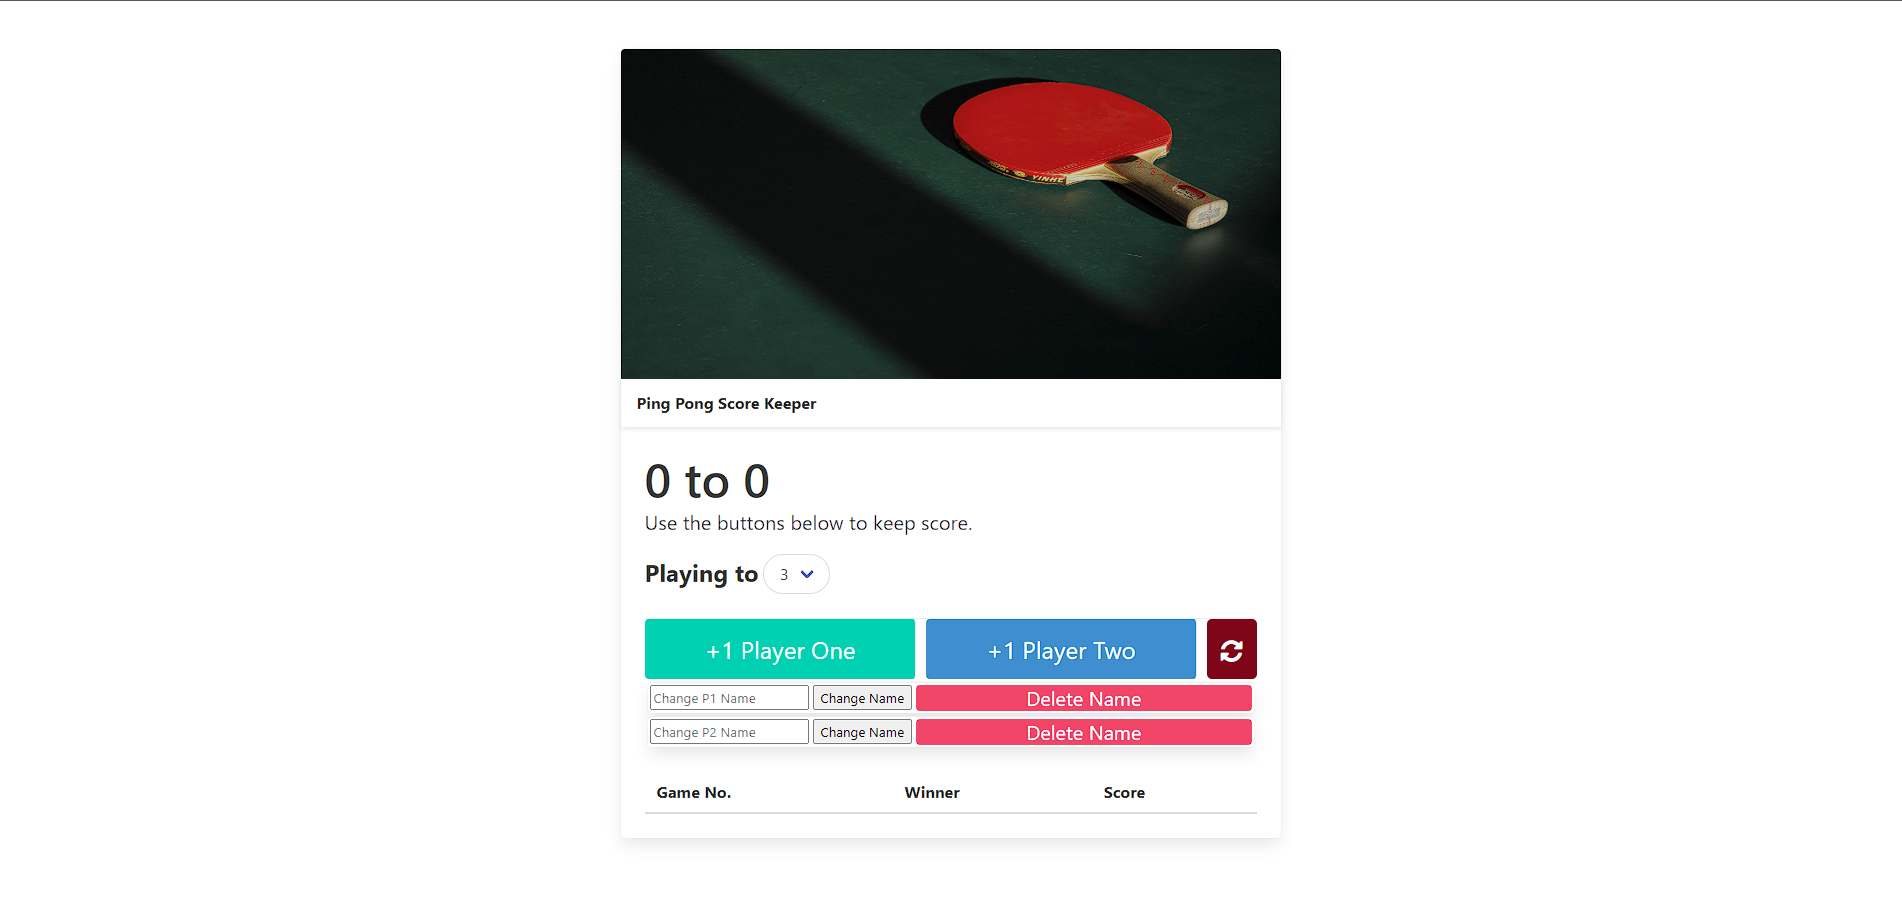 YINHE
Ping Pong Score Keeper
0 to 0
Use the buttons below to keep score.
Playing to 3
+1 Player One +1 Player Two
Change P1 Name Change Name Delete Name
Change P2 Name Change Name Delete Name
Game No. Winner Score